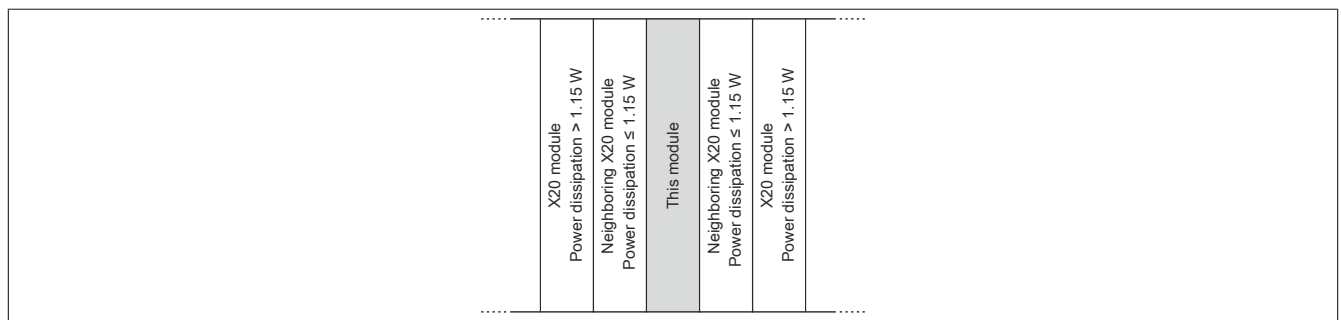 X20 module
Power dissipation > 1.15 W
Neighboring X20 module
Power dissipation ≤ 1.15 W
This module
Neighboring X20 module
Power dissipation ≤ 1.15 W
X20 module
Power dissipation > 1.15 W